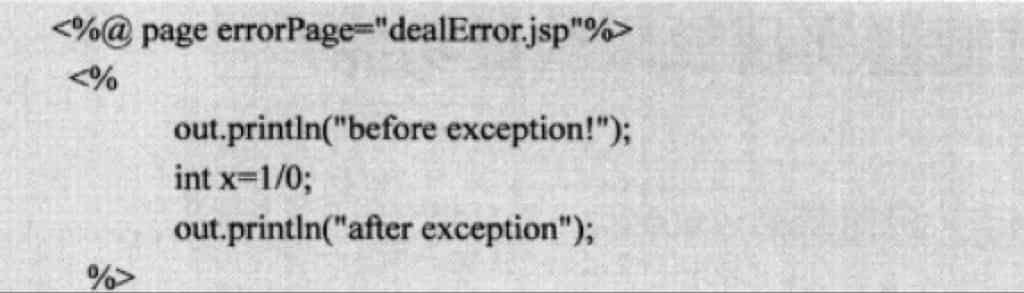 <%@ page errorPage="dealError.jsp"%>
<%
out.println("before exception!");
int x=1/0;
out.println("after exception");
%>